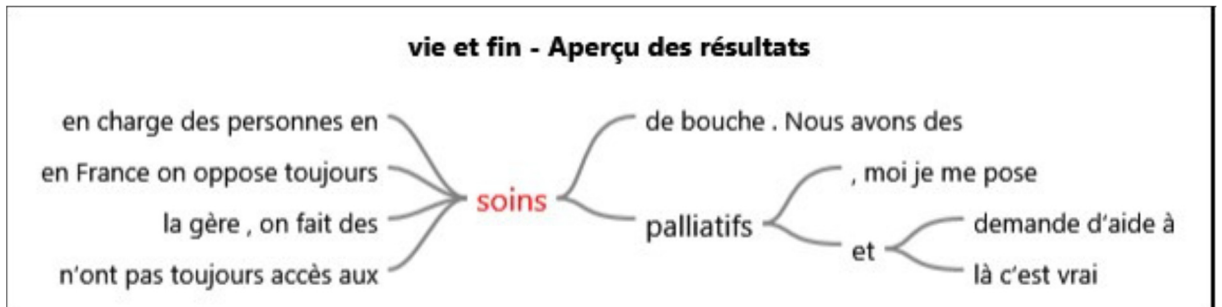 vie et fin - Aperçu des résultats
en charge des personnes en
en France on oppose toujours
la gère , on fait des
n'ont pas toujours accès aux
soins
de bouche . Nous avons des
palliatifs
, moi je me pose
et
demande d'aide à
là c'est vrai